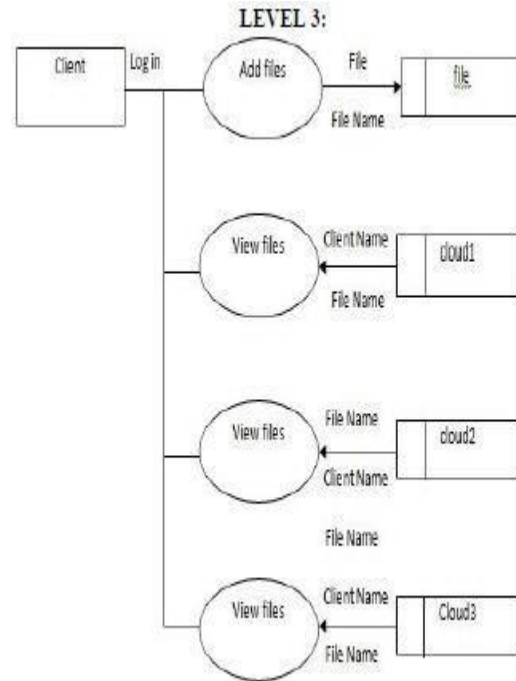 LEVEL 3:
Client
Log in
Add files
File
File Name
file
View files
Client Name
File Name
cloud1
View files
File Name
Client Name
cloud2
File Name
View files
Client Name
File Name
Cloud3